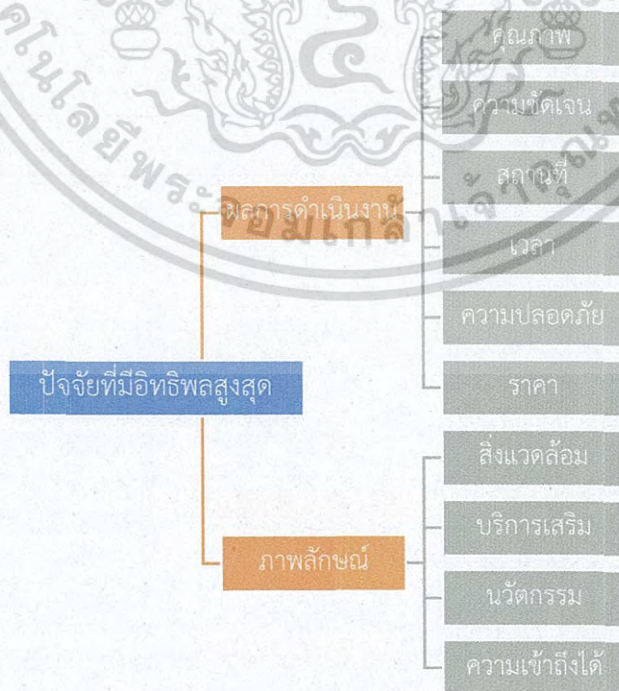 คุณภาพ
ความชัดเจน
สถานที่
ผลการดำเนินงาน
เวลา
ความปลอดภัย
ปัจจัยที่มีอิทธิพลสูงสุด
ราคา
สิ่งแวดล้อม
บริการเสริม
ภาพลักษณ์
นวัตกรรม
ความเข้าถึงได้